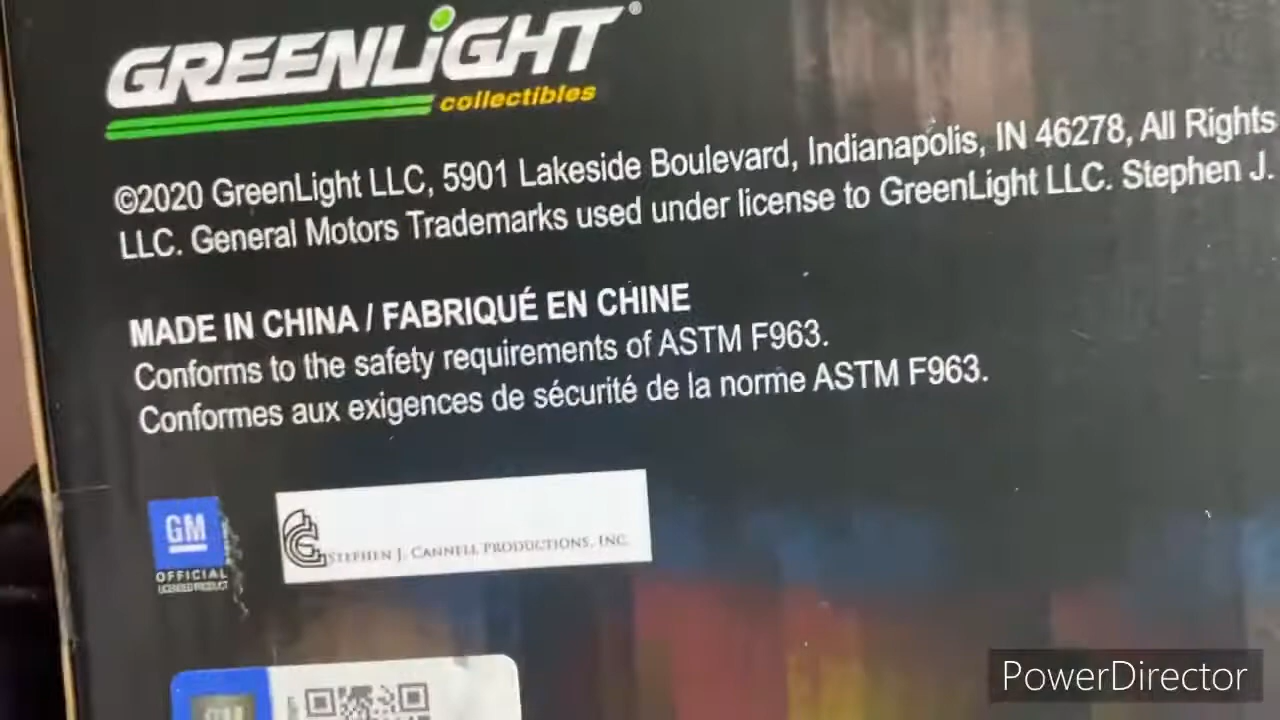 GREENLiGHT®
collectibles
©2020 GreenLight LLC, 5901 Lakeside Boulevard, Indianapolis, IN 46278, All Rights
LLC. General Motors Trademarks used under license to GreenLight LLC. Stephen J.
MADE IN CHINA / FABRIQUÉ EN CHINE
Conforms to the safety requirements of ASTM F963.
Conformes aux exigences de sécurité de la norme ASTM F963.
GM
OFFICIAL
LICENSED PRODUCT
STEPHEN J. CANNELL PRODUCTIONS, INC.
GM
PowerDirector